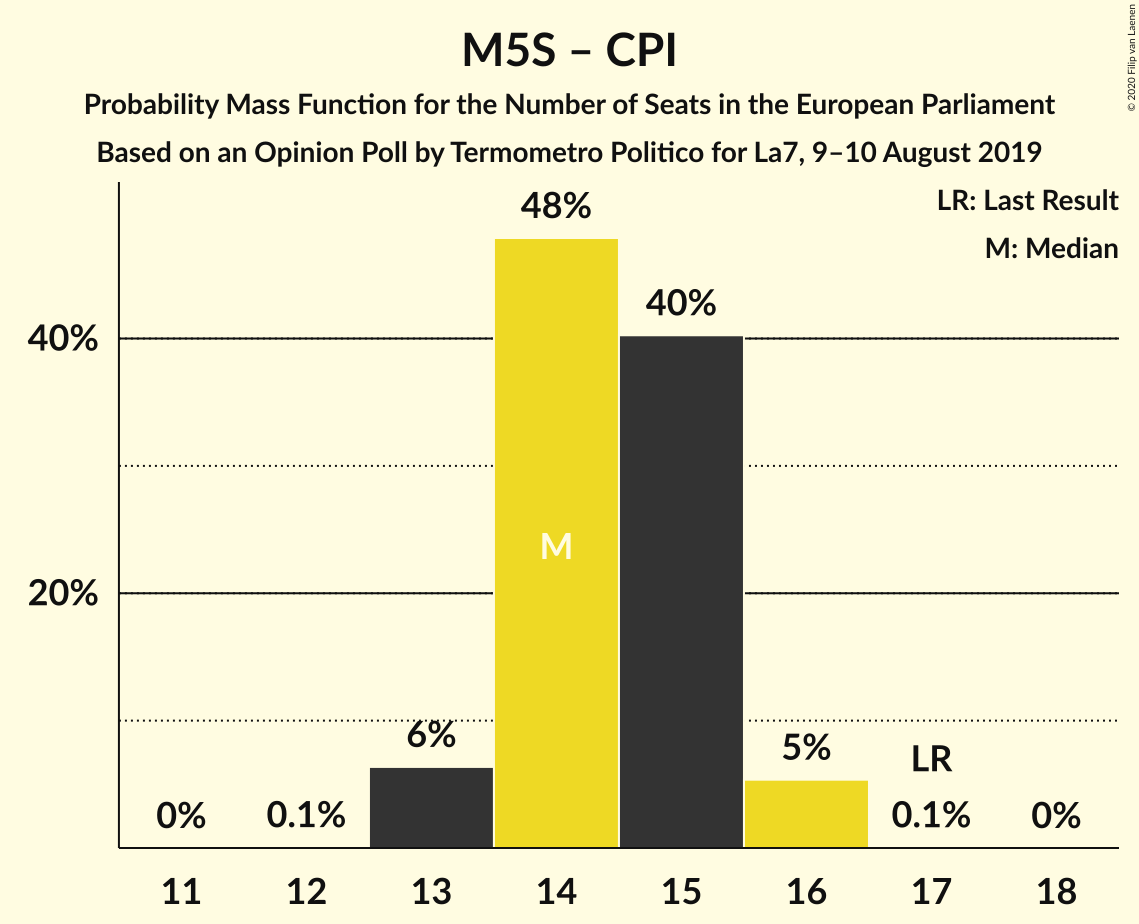 M5S – CPI
Probability Mass Function for the Number of Seats in the European Parliament
Based on an Opinion Poll by Termometro Politico for La7, 9–10 August 2019
© 2020 Filip van Laenen
LR: Last Result
M: Median
48%
40%
40%
M
20%
6%
5%
LR
0%
0.1%
0.1%
0%
11 12 13 14 15 16 17 18